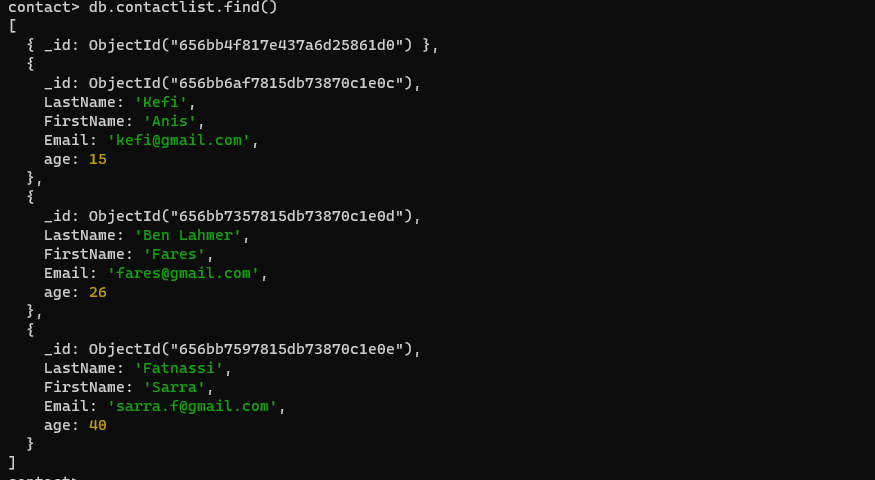 contact> db.contactlist.find()
[
  { _id: ObjectId("656bb4f817e437a6d25861d0") },
  {
    _id: ObjectId("656bb6af7815db73870c1e0c"),
    LastName: 'Kefi',
    FirstName: 'Anis',
    Email: 'kefi@gmail.com',
    age: 15
  },
  {
    _id: ObjectId("656bb7357815db73870c1e0d"),
    LastName: 'Ben Lahmer',
    FirstName: 'Fares',
    Email: 'fares@gmail.com',
    age: 26
  },
  {
    _id: ObjectId("656bb7597815db73870c1e0e"),
    LastName: 'Fatnassi',
    FirstName: 'Sarra',
    Email: 'sarra.f@gmail.com',
    age: 40
  }
]
contact>